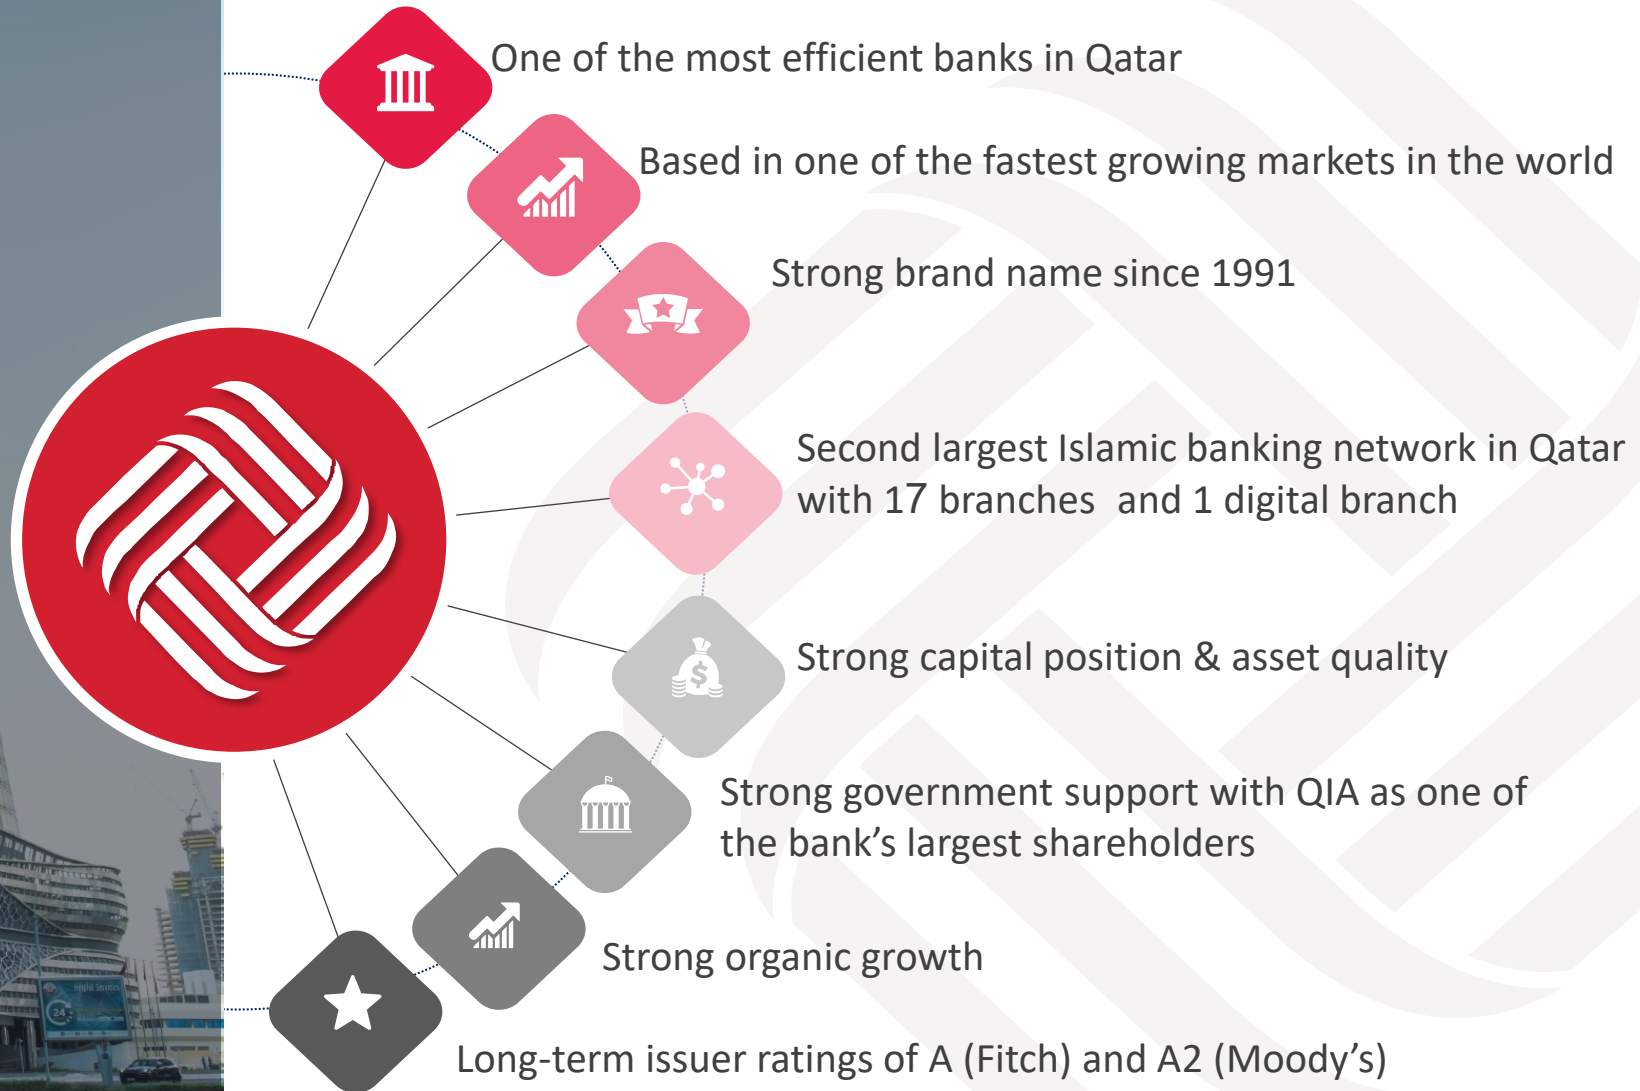 One of the most efficient banks in Qatar
Based in one of the fastest growing markets in the world
Strong brand name since 1991
Second largest Islamic banking network in Qatar
with 17 branches and 1 digital branch
Strong capital position & asset quality
$
Strong government support with QIA as one of
the bank’s largest shareholders
Strong organic growth
24
Long-term issuer ratings of A (Fitch) and A2 (Moody’s)